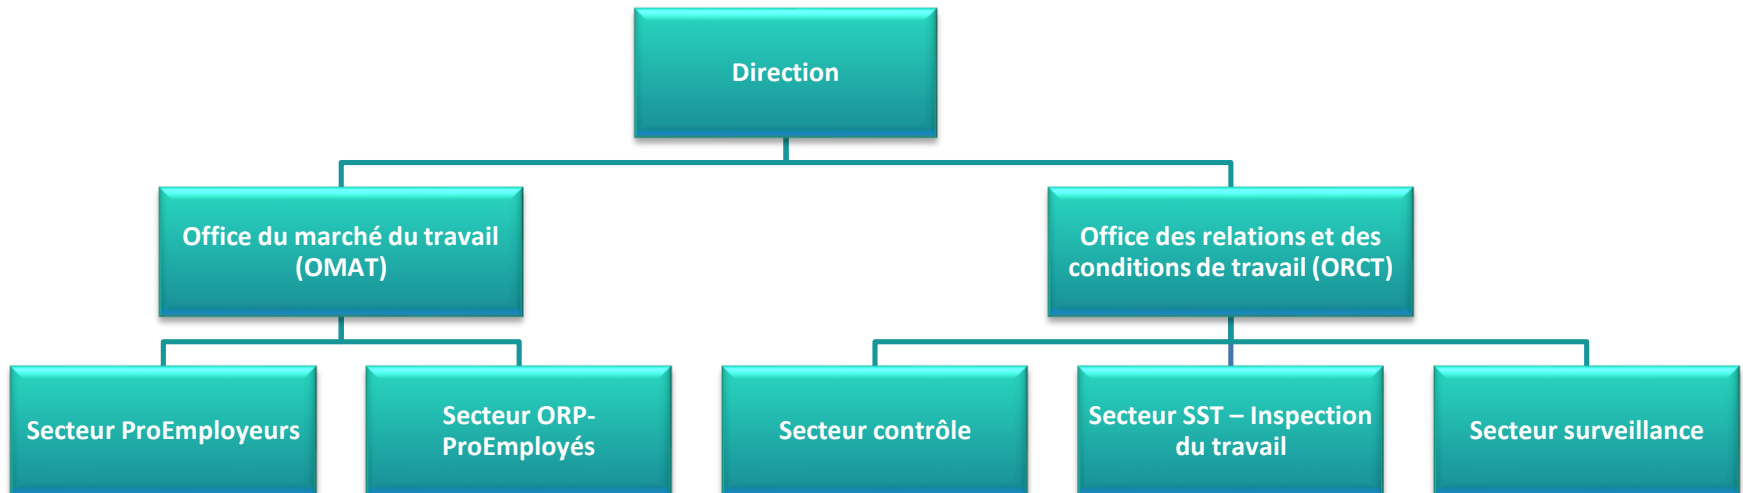 Direction
Office du marché du travail
(OMAT)
Office des relations et des
conditions de travail (ORCT)
Secteur ProEmployeurs
Secteur ORP-
ProEmployés
Secteur contrôle
Secteur SST – Inspection
du travail
Secteur surveillance